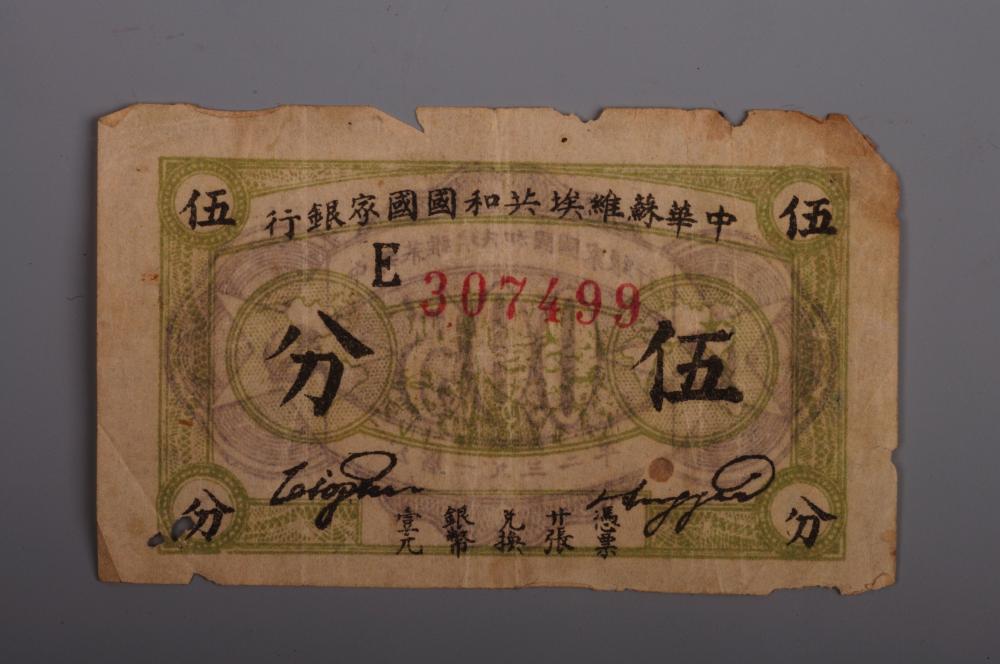 伍 伍
中華蘇維埃共和國國家銀行
E 307499
伍分
憑票
廿張
兌換
銀幣
壹元
分 分